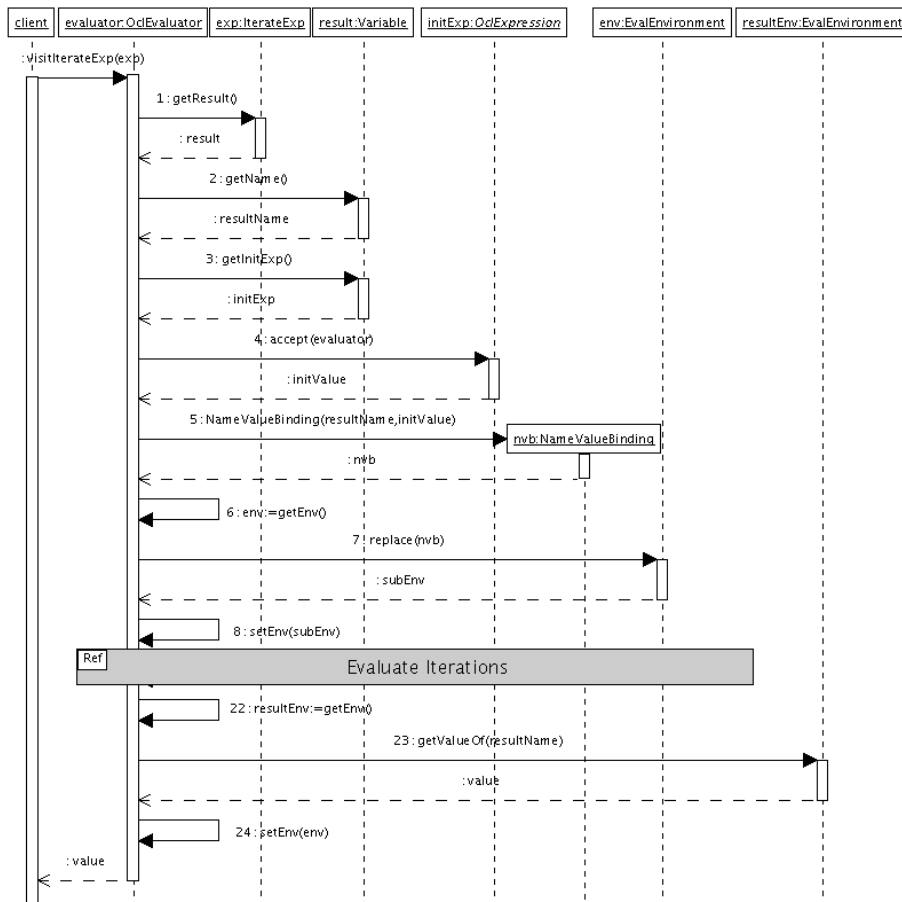 client
evaluator:OclEvaluator
exp:IterateExp
result:Variable
initExp:OclExpression
env:EvalEnvironment
resultEnv:EvalEnvironment
: visitIterateExp(exp)
1 : getResult()
: result
2 : getName()
: resultName
3 : getInitExp()
: initExp
4 : accept(evaluator)
: initValue
5 : NameValueBinding(resultName,initValue)
nvb:NameValueBinding
: nvb
6 : env:=getEnv()
7 : replace(nvb)
: subEnv
8 : setEnv(subEnv)
Ref
Evaluate Iterations
22 : resultEnv:=getEnv()
23 : getValueOf(resultName)
: value
24 : setEnv(env)
: value